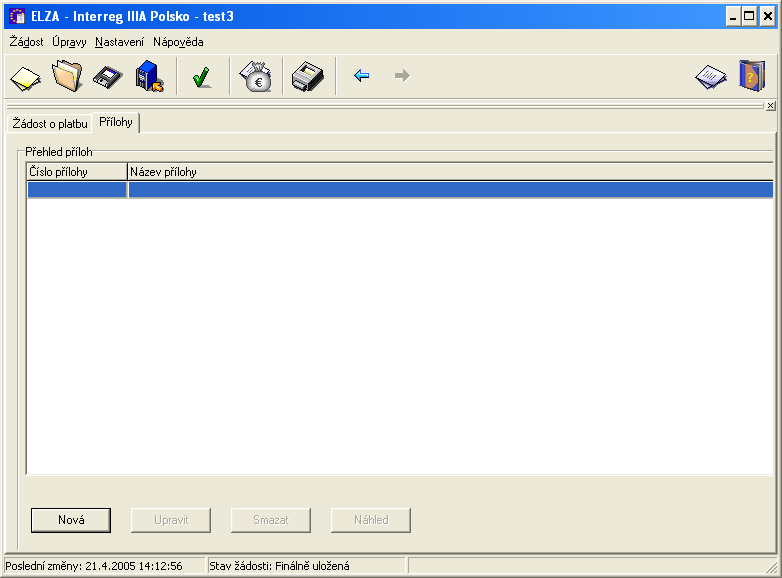 ELZA - Interreg IIIA Polsko - test3
Žádost Úpravy Nastavení Nápověda
Žádost o platbu Přílohy
Přehled příloh
Číslo přílohy Název přílohy
Nová Upravit Smazat Náhled
Poslední změny: 21.4.2005 14:12:56 Stav žádosti: Finálně uložená